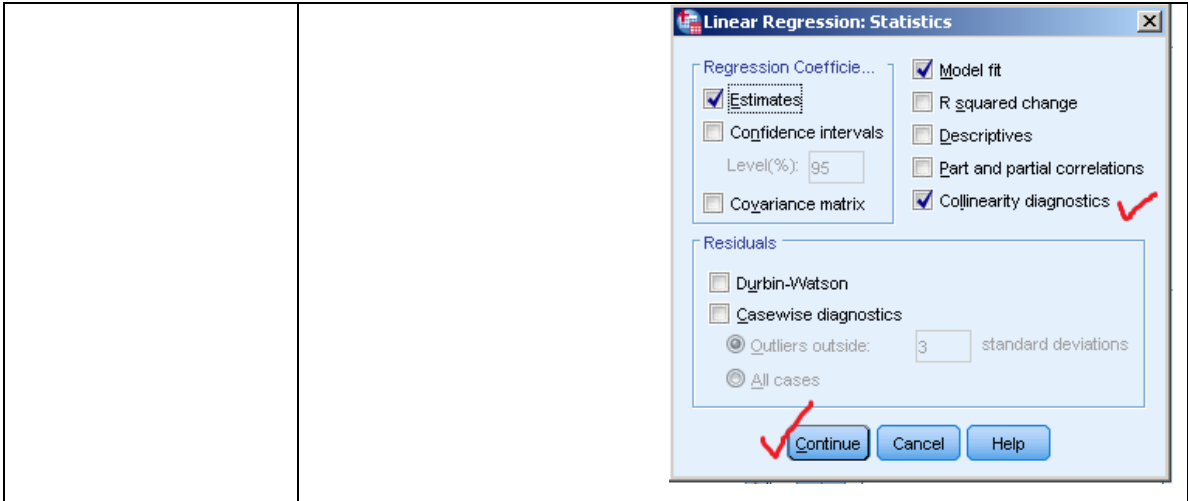 Linear Regression: Statistics
Regression Coefficie...
Estimates
Confidence intervals
Level(%): 95
Covariance matrix
Model fit
R squared change
Descriptives
Part and partial correlations
Collinearity diagnostics
Residuals
Durbin-Watson
Casewise diagnostics
Outliers outside: 3 standard deviations
All cases
Continue Cancel Help